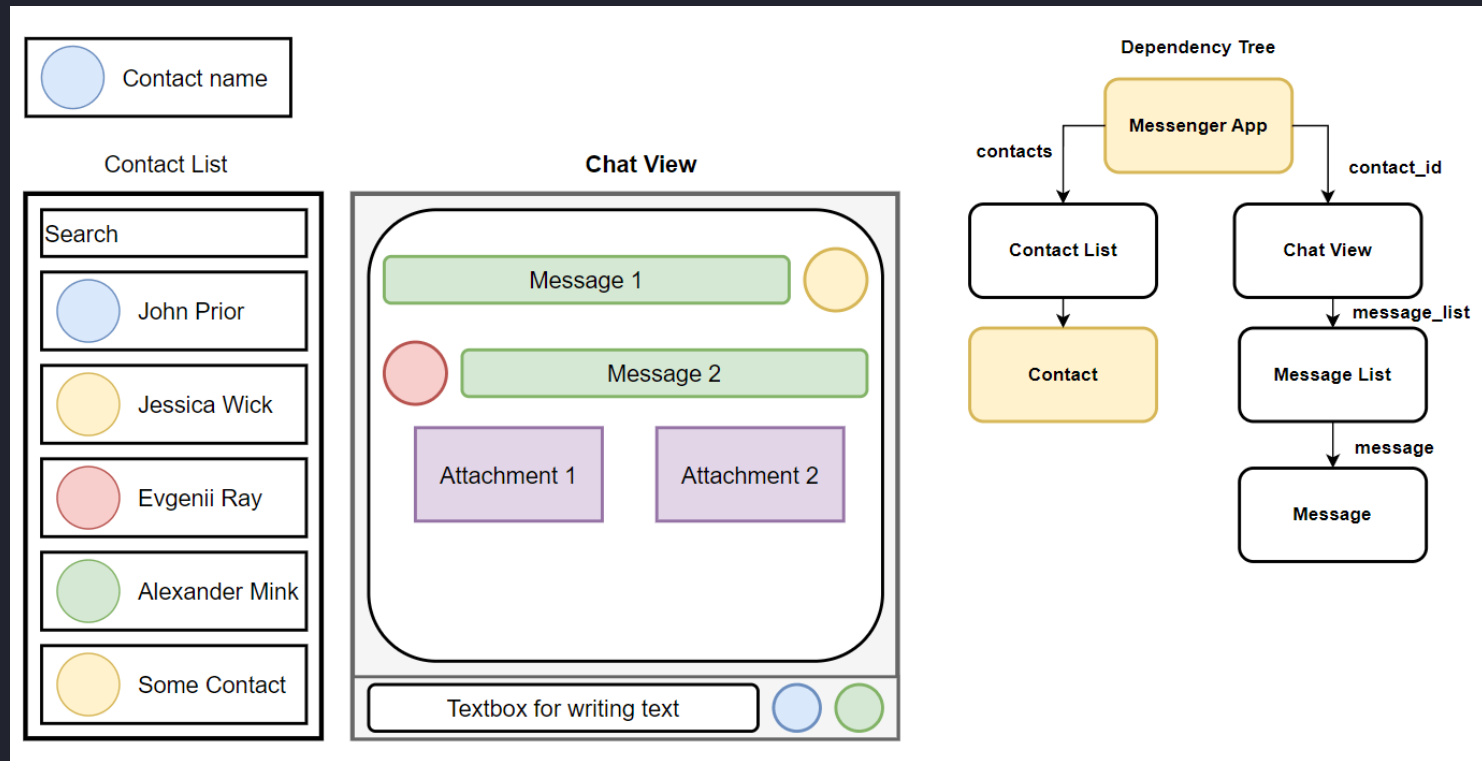 Contact name
Contact List
Search
John Prior
Jessica Wick
Evgenii Ray
Alexander Mink
Some Contact
Chat View
Message 1
Message 2
Attachment 1
Attachment 2
Textbox for writing text
Dependency Tree
Messenger App
contacts
contact_id
Contact List
Chat View
message_list
Contact
Message List
message
Message